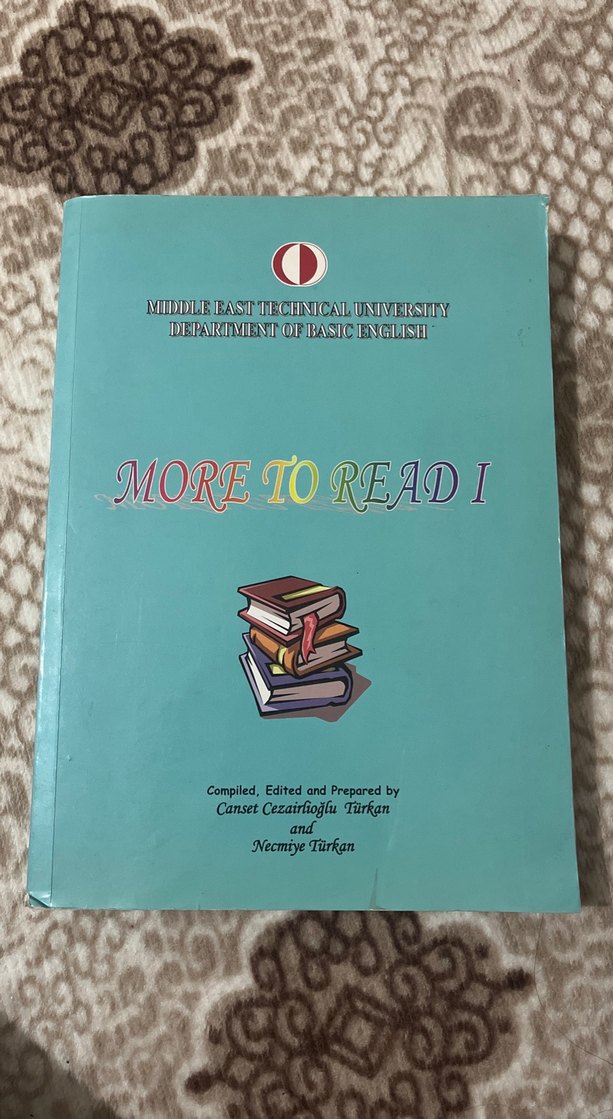 MIDDLE EAST TECHNICAL UNIVERSITY
DEPARTMENT OF BASIC ENGLISH
MORE TO READ I
Compiled, Edited and Prepared by
Canset Cezairlioğlu Türkan
and
Necmiye Türkan